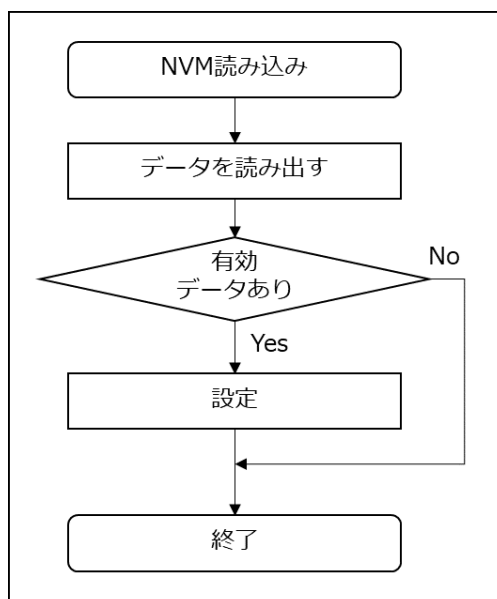 NVM読み込み
データを読み出す
有効
データあり
No
Yes
設定
終了